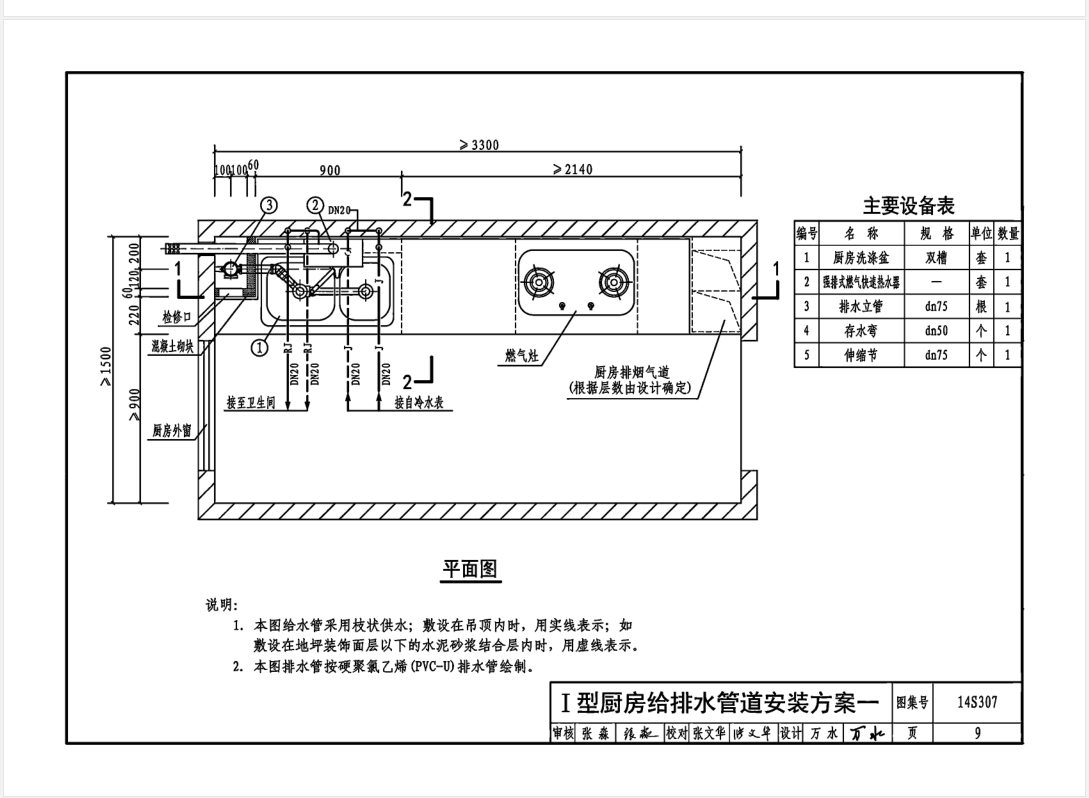 ≥3300
100 100 60 900 ≥2140
2
③ ② DN20
200
120
60
220
≥1500
≥900
1 1
检修口
混凝土砌块
①
RJ RJ J J J
DN20 DN20 DN20 DN20
2
接至卫生间 接自冷水表
厨房外窗
燃气灶
厨房排烟气道
(根据层数由设计确定)
主要设备表
编号 名 称 规 格 单位 数量
1 厨房洗涤盆 双槽 套 1
2 强排式燃气快速热水器 — 套 1
3 排水立管 dn75 根 1
4 存水弯 dn50 个 1
5 伸缩节 dn75 个 1
平面图
说明:
1. 本图给水管采用枝状供水; 敷设在吊顶内时, 用实线表示; 如
敷设在地坪装饰面层以下的水泥砂浆结合层内时, 用虚线表示。
2. 本图排水管按硬聚氯乙烯(PVC-U)排水管绘制。
I 型厨房给排水管道安装方案一 图集号 14S307
审核 张 淼 校对 张文华 设计 万 水 万水 页 9